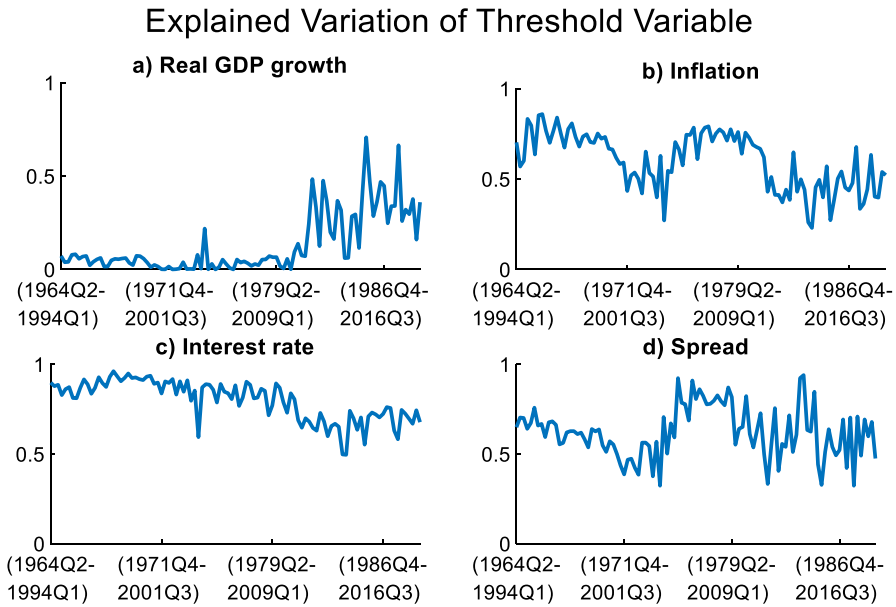 Explained Variation of Threshold Variable
a) Real GDP growth
1
0.5
0
(1964Q2- (1971Q4- (1979Q2- (1986Q4-
1994Q1) 2001Q3) 2009Q1) 2016Q3)
b) Inflation
1
0.5
0
(1964Q2- (1971Q4- (1979Q2- (1986Q4-
1994Q1) 2001Q3) 2009Q1) 2016Q3)
c) Interest rate
1
0.5
0
(1964Q2- (1971Q4- (1979Q2- (1986Q4-
1994Q1) 2001Q3) 2009Q1) 2016Q3)
d) Spread
1
0.5
0
(1964Q2- (1971Q4- (1979Q2- (1986Q4-
1994Q1) 2001Q3) 2009Q1) 2016Q3)